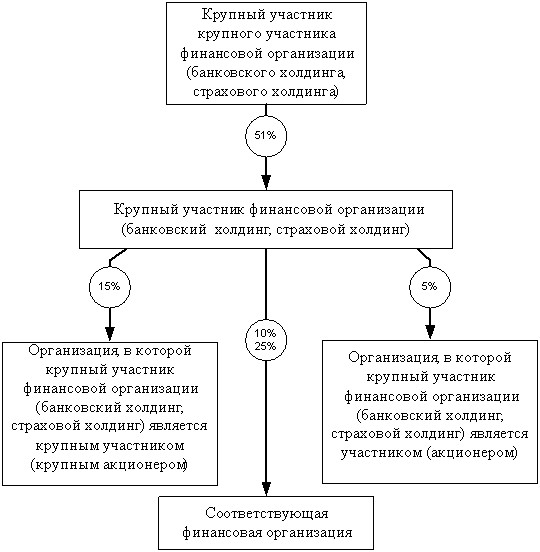 Крупный участник
крупного участника
финансовой организации
(банковского холдинга,
страхового холдинга)
51%
Крупный участник финансовой организации
(банковский холдинг, страховой холдинг)
15%
10%
25%
5%
Организация, в которой
крупный участник
финансовой организации
(банковский холдинг,
страховой холдинг) является
крупным участником
(крупным акционером)
Организация, в которой
крупный участник
финансовой организации
(банковский холдинг,
страховой холдинг) является
участником (акционером)
Соответствующая
финансовая организация